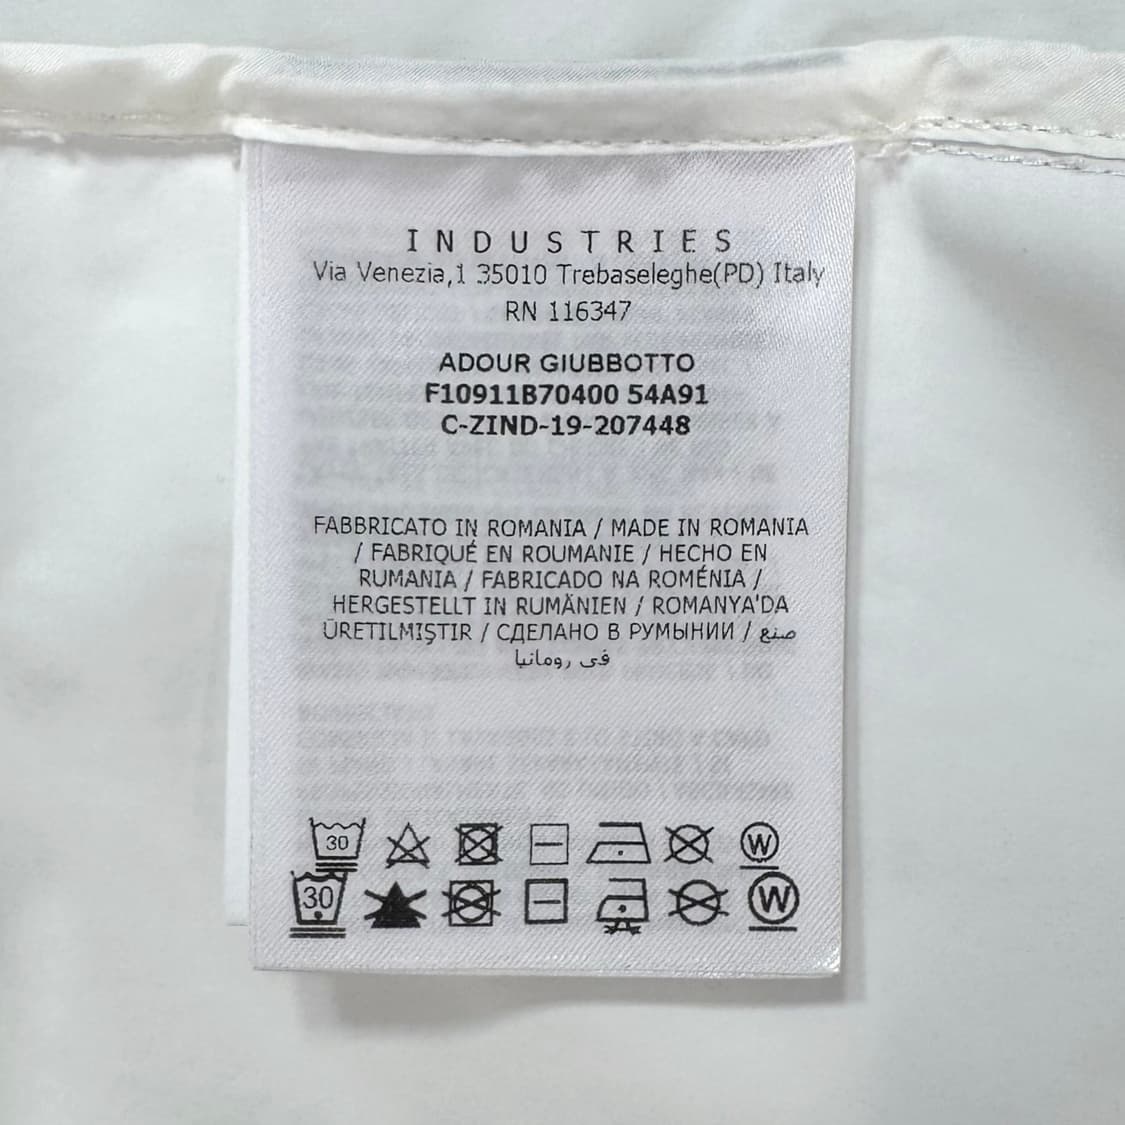 INDUSTRIES
Via Venezia,1 35010 Trebaseleghe(PD) Italy
RN 116347
ADOUR GIUBBOTTO
F10911B70400 54A91
C-ZIND-19-207448
FABBRICATO IN ROMANIA / MADE IN ROMANIA
/ FABRIQUÉ EN ROUMANIE / HECHO EN
RUMANIA / FABRICADO NA ROMÉNIA /
HERGESTELLT IN RUMÄNIEN / ROMANYA'DA
ÜRETILMIŞTIR / СДЕЛАНО В РУМЫНИИ / صنع
في رومانيا
30 W
30 W